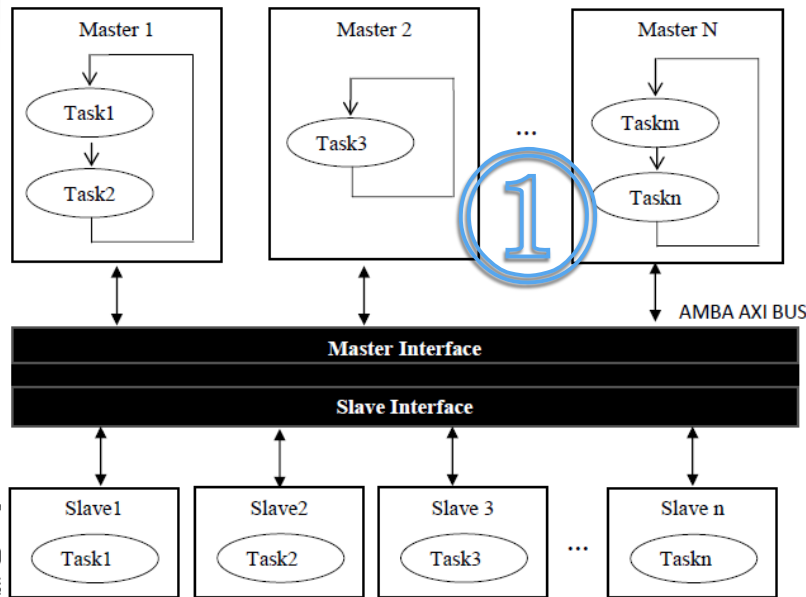 Master 1
Master 2
Master N
Task1
Task2
Task3
...
Taskm
Taskn
①
AMBA AXI BUS
Master Interface
Slave Interface
Slave1
Slave2
Slave 3
Slave n
Task1
Task2
Task3
...
Taskn